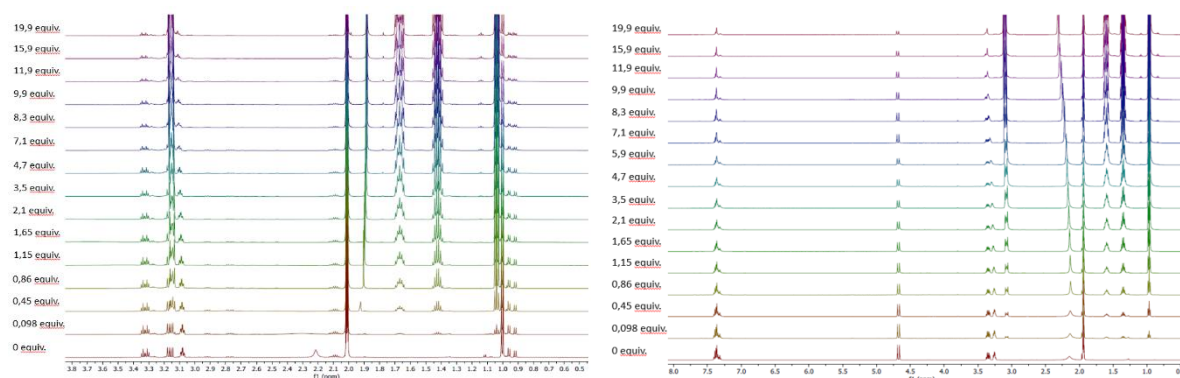 19,9 equiv.
15,9 equiv.
11,9 equiv.
9,9 equiv.
8,3 equiv.
7,1 equiv.
4,7 equiv.
3,5 equiv.
2,1 equiv.
1,65 equiv.
1,15 equiv.
0,86 equiv.
0,45 equiv.
0,098 equiv.
0 equiv.
3.8 3.7 3.6 3.5 3.4 3.3 3.2 3.1 3.0 2.9 2.8 2.7 2.6 2.5 2.4 2.3 2.2 2.1 2.0 1.9 1.8 1.7 1.6 1.5 1.4 1.3 1.2 1.1 1.0 0.9 0.8 0.7 0.6 0.5
f1 (ppm)
19,9 equiv.
15,9 equiv.
11,9 equiv.
9,9 equiv.
8,3 equiv.
7,1 equiv.
5,9 equiv.
4,7 equiv.
3,5 equiv.
2,1 equiv.
1,65 equiv.
1,15 equiv.
0,86 equiv.
0,45 equiv.
0,098 equiv.
0 equiv.
8.0 7.5 7.0 6.5 6.0 5.5 5.0 4.5 4.0 3.5 3.0 2.5 2.0 1.5 1.0